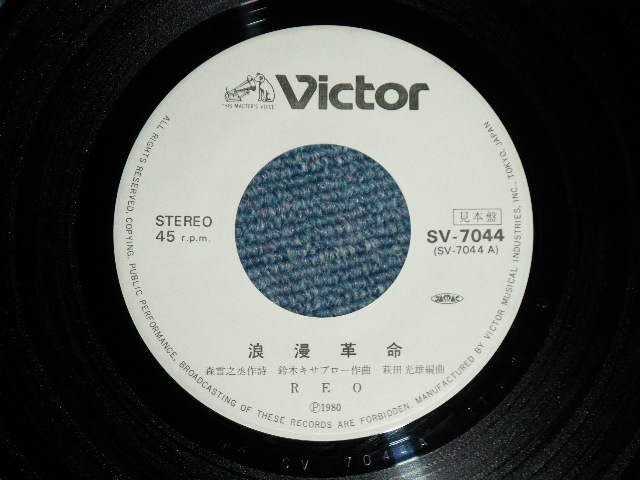 Victor
"HIS MASTER'S VOICE"
STEREO
45 r.p.m.
見本盤
SV-7044
(SV-7044 A)
JASRAC
浪漫革命
森雪之丞作詩 鈴木キサブロー作曲 萩田光雄編曲
REO
Ⓟ1980
ALL RIGHTS RESERVED. COPYING, PUBLIC PERFORMANCE, BROADCASTING OF THESE RECORDS ARE FORBIDDEN. MANUFACTURED BY VICTOR MUSICAL INDUSTRIES, INC. TOKYO, JAPAN